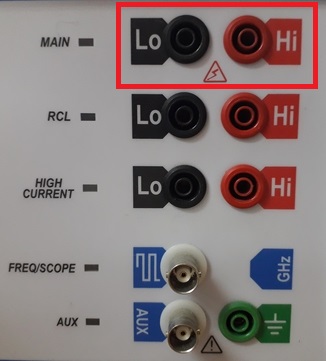 MAIN Lo Hi
RCL Lo Hi
HIGH
CURRENT Lo Hi
FREQ/SCOPE GHz
AUX AUX